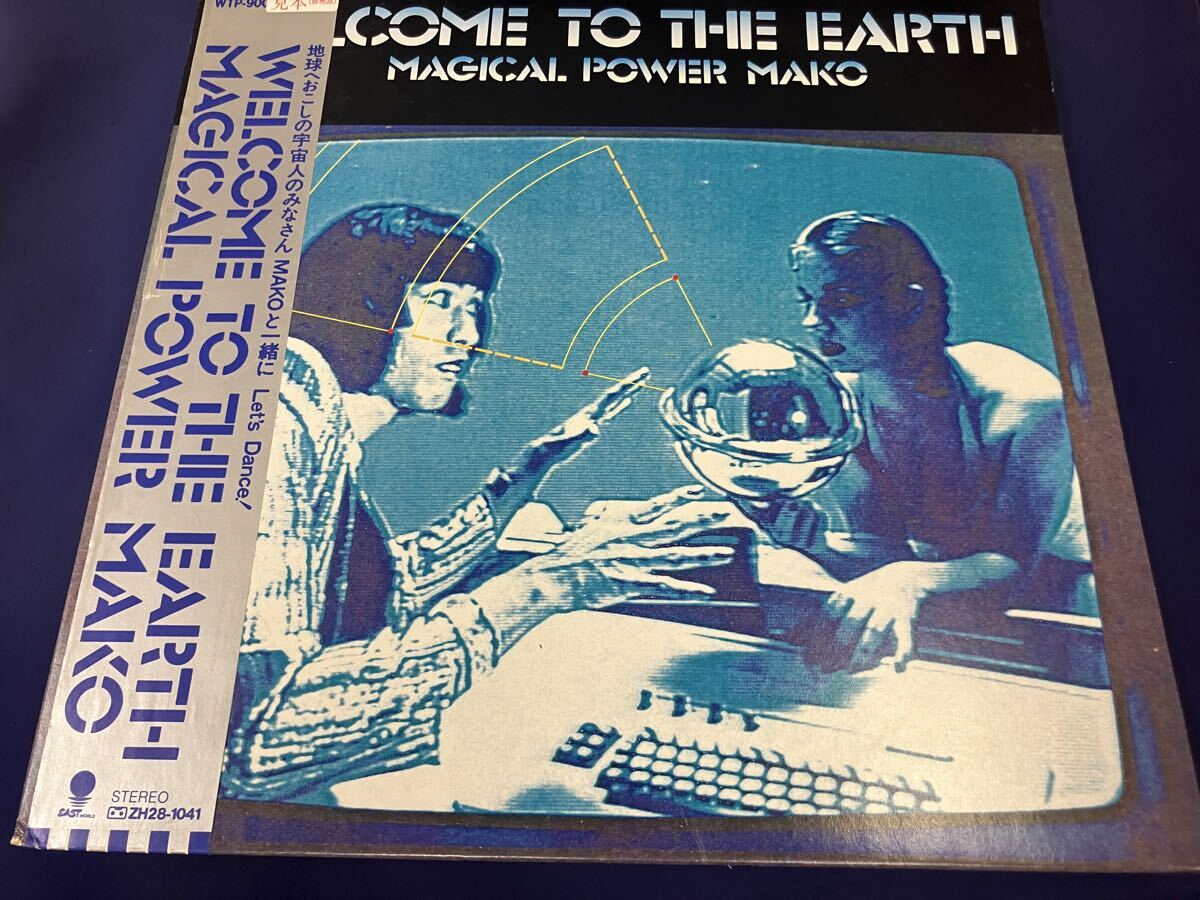 WTP-900
見本
LCOME TO THE EARTH
MAGICAL POWER MAKO
地球へおこしの宇宙人のみなさん MAKOと一緒に Let's Dance!
WELCOME TO THE EARTH
MAGICAL POWER MAKO
EAST WORLD
STEREO
ZH28-1041